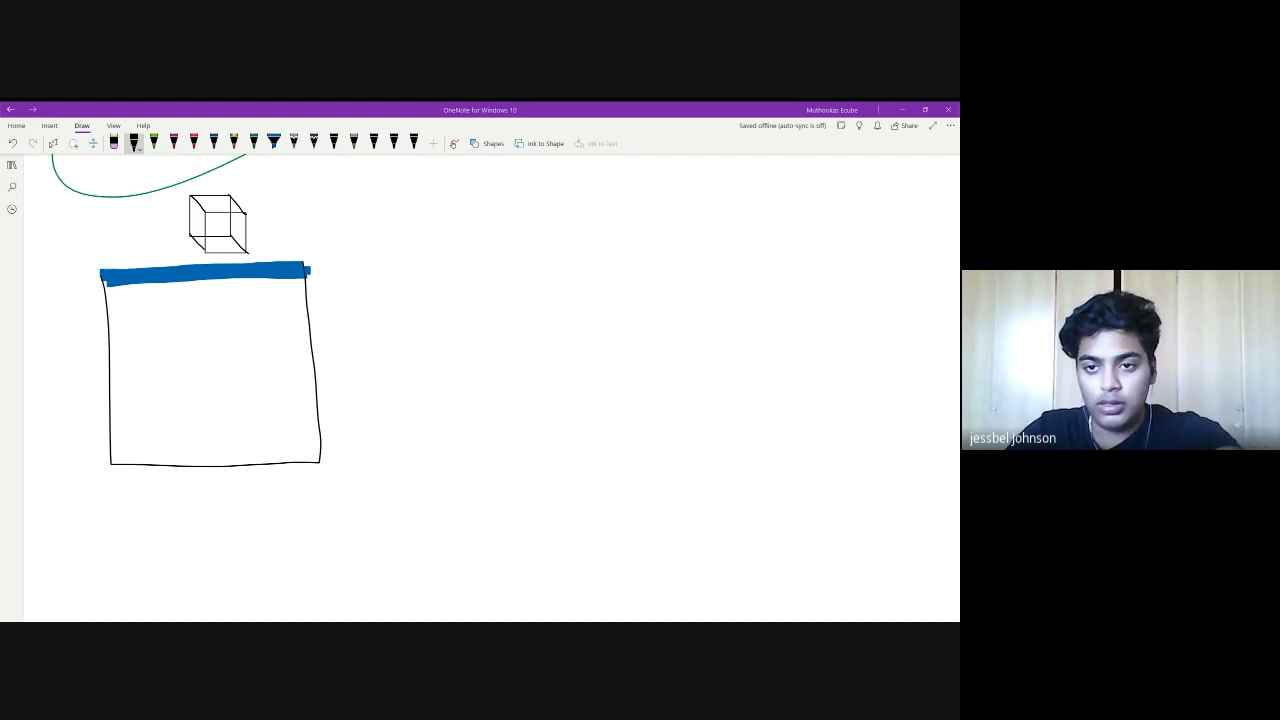 OneNote for Windows 10
Muthookas Ecube
Home Insert Draw View Help
Saved offline (auto-sync is off)
Share
Shapes
Ink to Shape
Ink to Text
jessbel Johnson